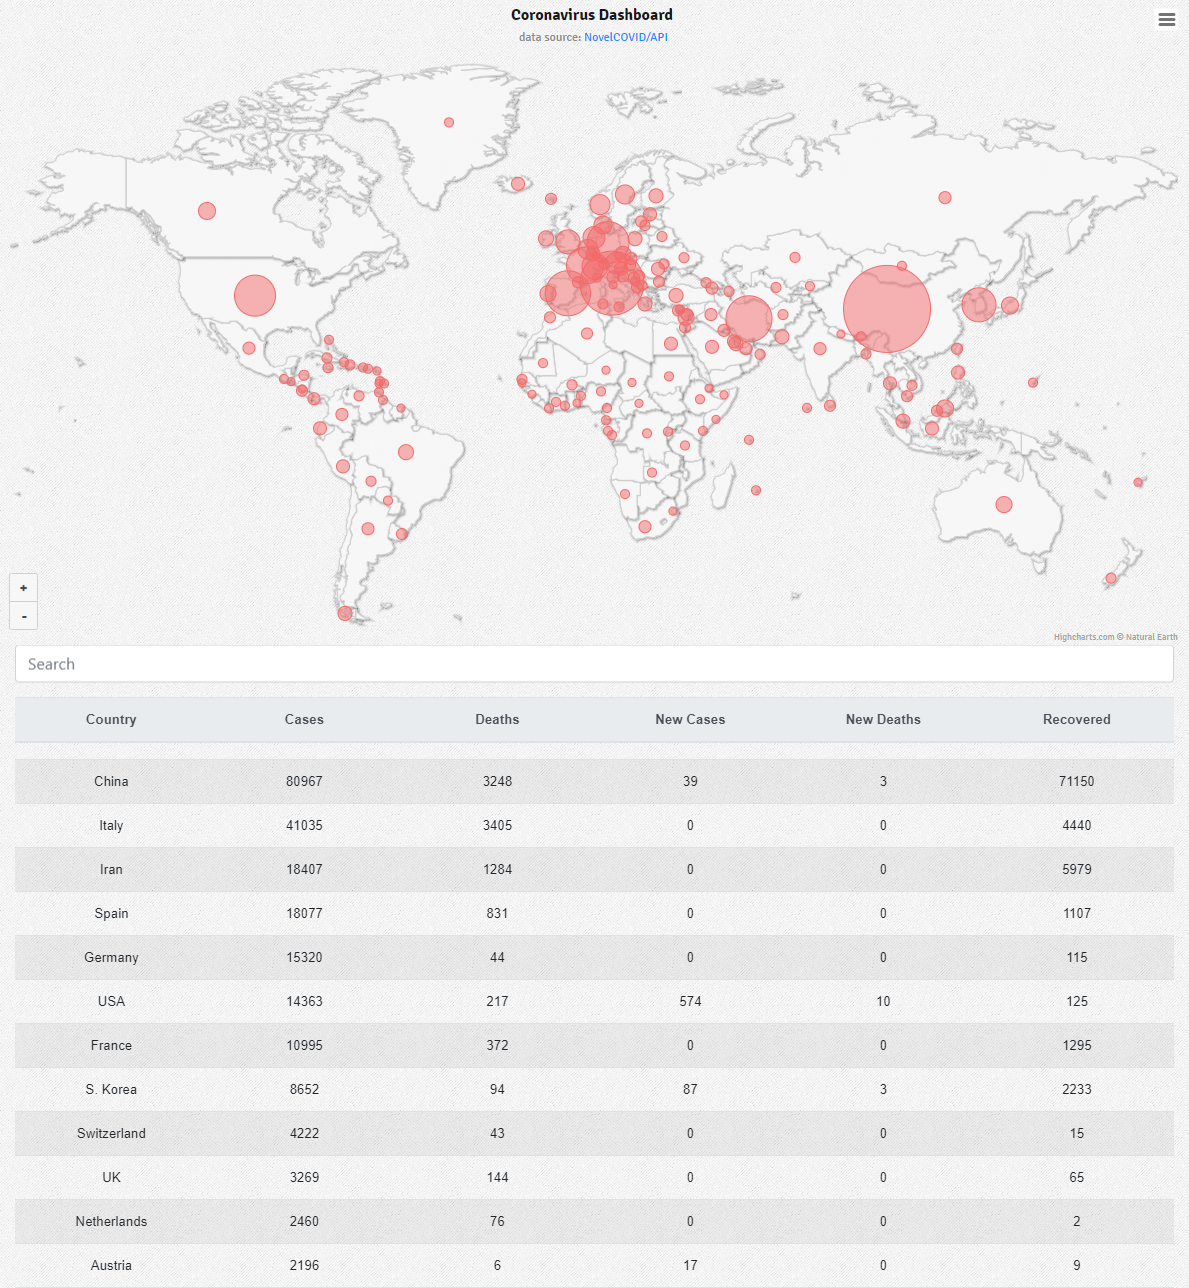 Coronavirus Dashboard
data source: NovelCOVID/API
+
-
Highcharts.com © Natural Earth
Search
Country Cases Deaths New Cases New Deaths Recovered
China 80967 3248 39 3 71150
Italy 41035 3405 0 0 4440
Iran 18407 1284 0 0 5979
Spain 18077 831 0 0 1107
Germany 15320 44 0 0 115
USA 14363 217 574 10 125
France 10995 372 0 0 1295
S. Korea 8652 94 87 3 2233
Switzerland 4222 43 0 0 15
UK 3269 144 0 0 65
Netherlands 2460 76 0 0 2
Austria 2196 6 17 0 9